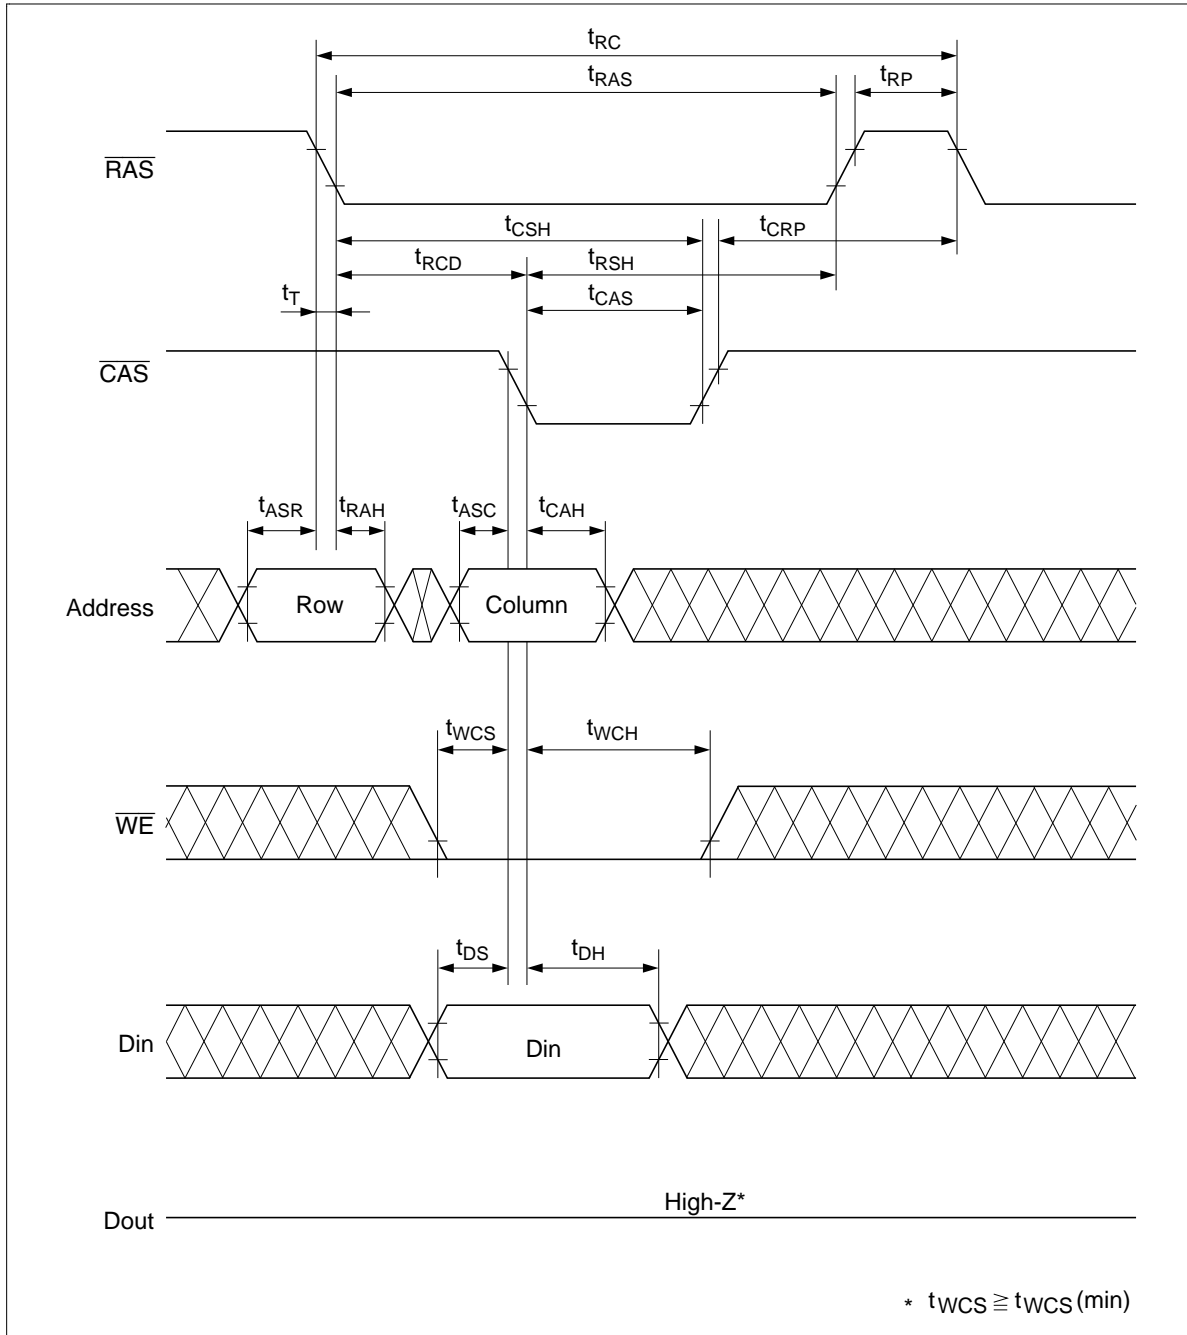 tRC
tRAS
tRP
RAS
tCSH
tCRP
tRCD
tRSH
tT
tCAS
CAS
tASR
tRAH
tASC
tCAH
Address
Row
Column
tWCS
tWCH
WE
tDS
tDH
Din
Din
High-Z*
Dout
* tWCS ≧ tWCS (min)